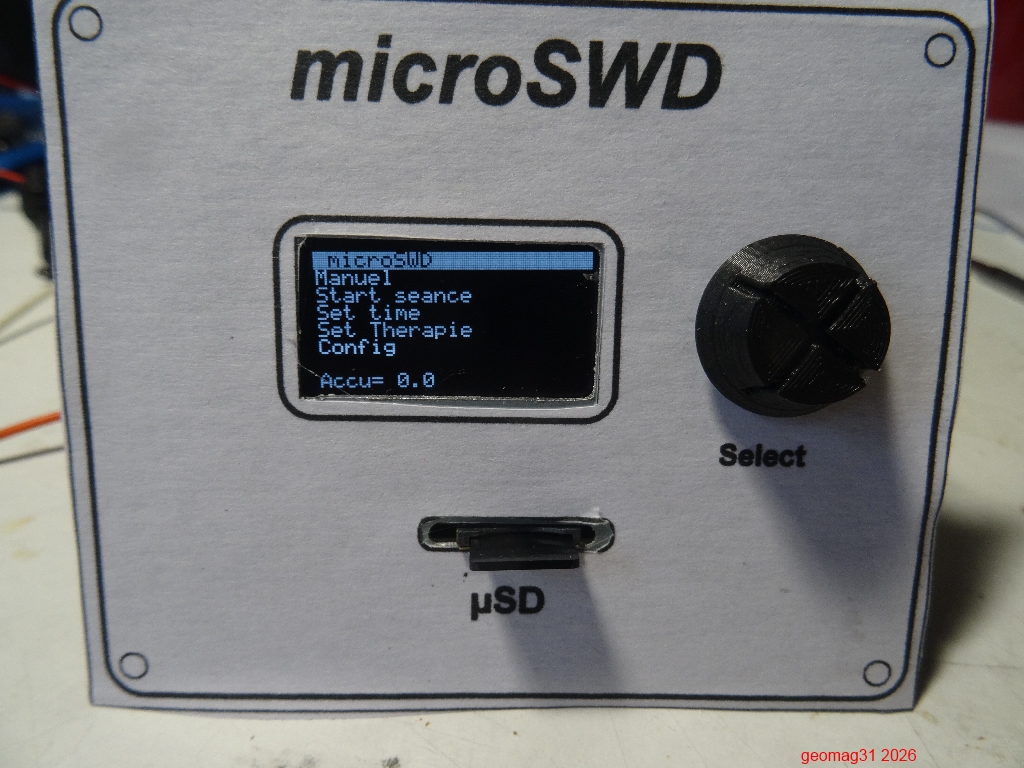 microSWD
microSWD
Manuel
Start seance
Set time
Set Therapie
Config
Accu= 0.0
Select
µSD
geomag31 2026